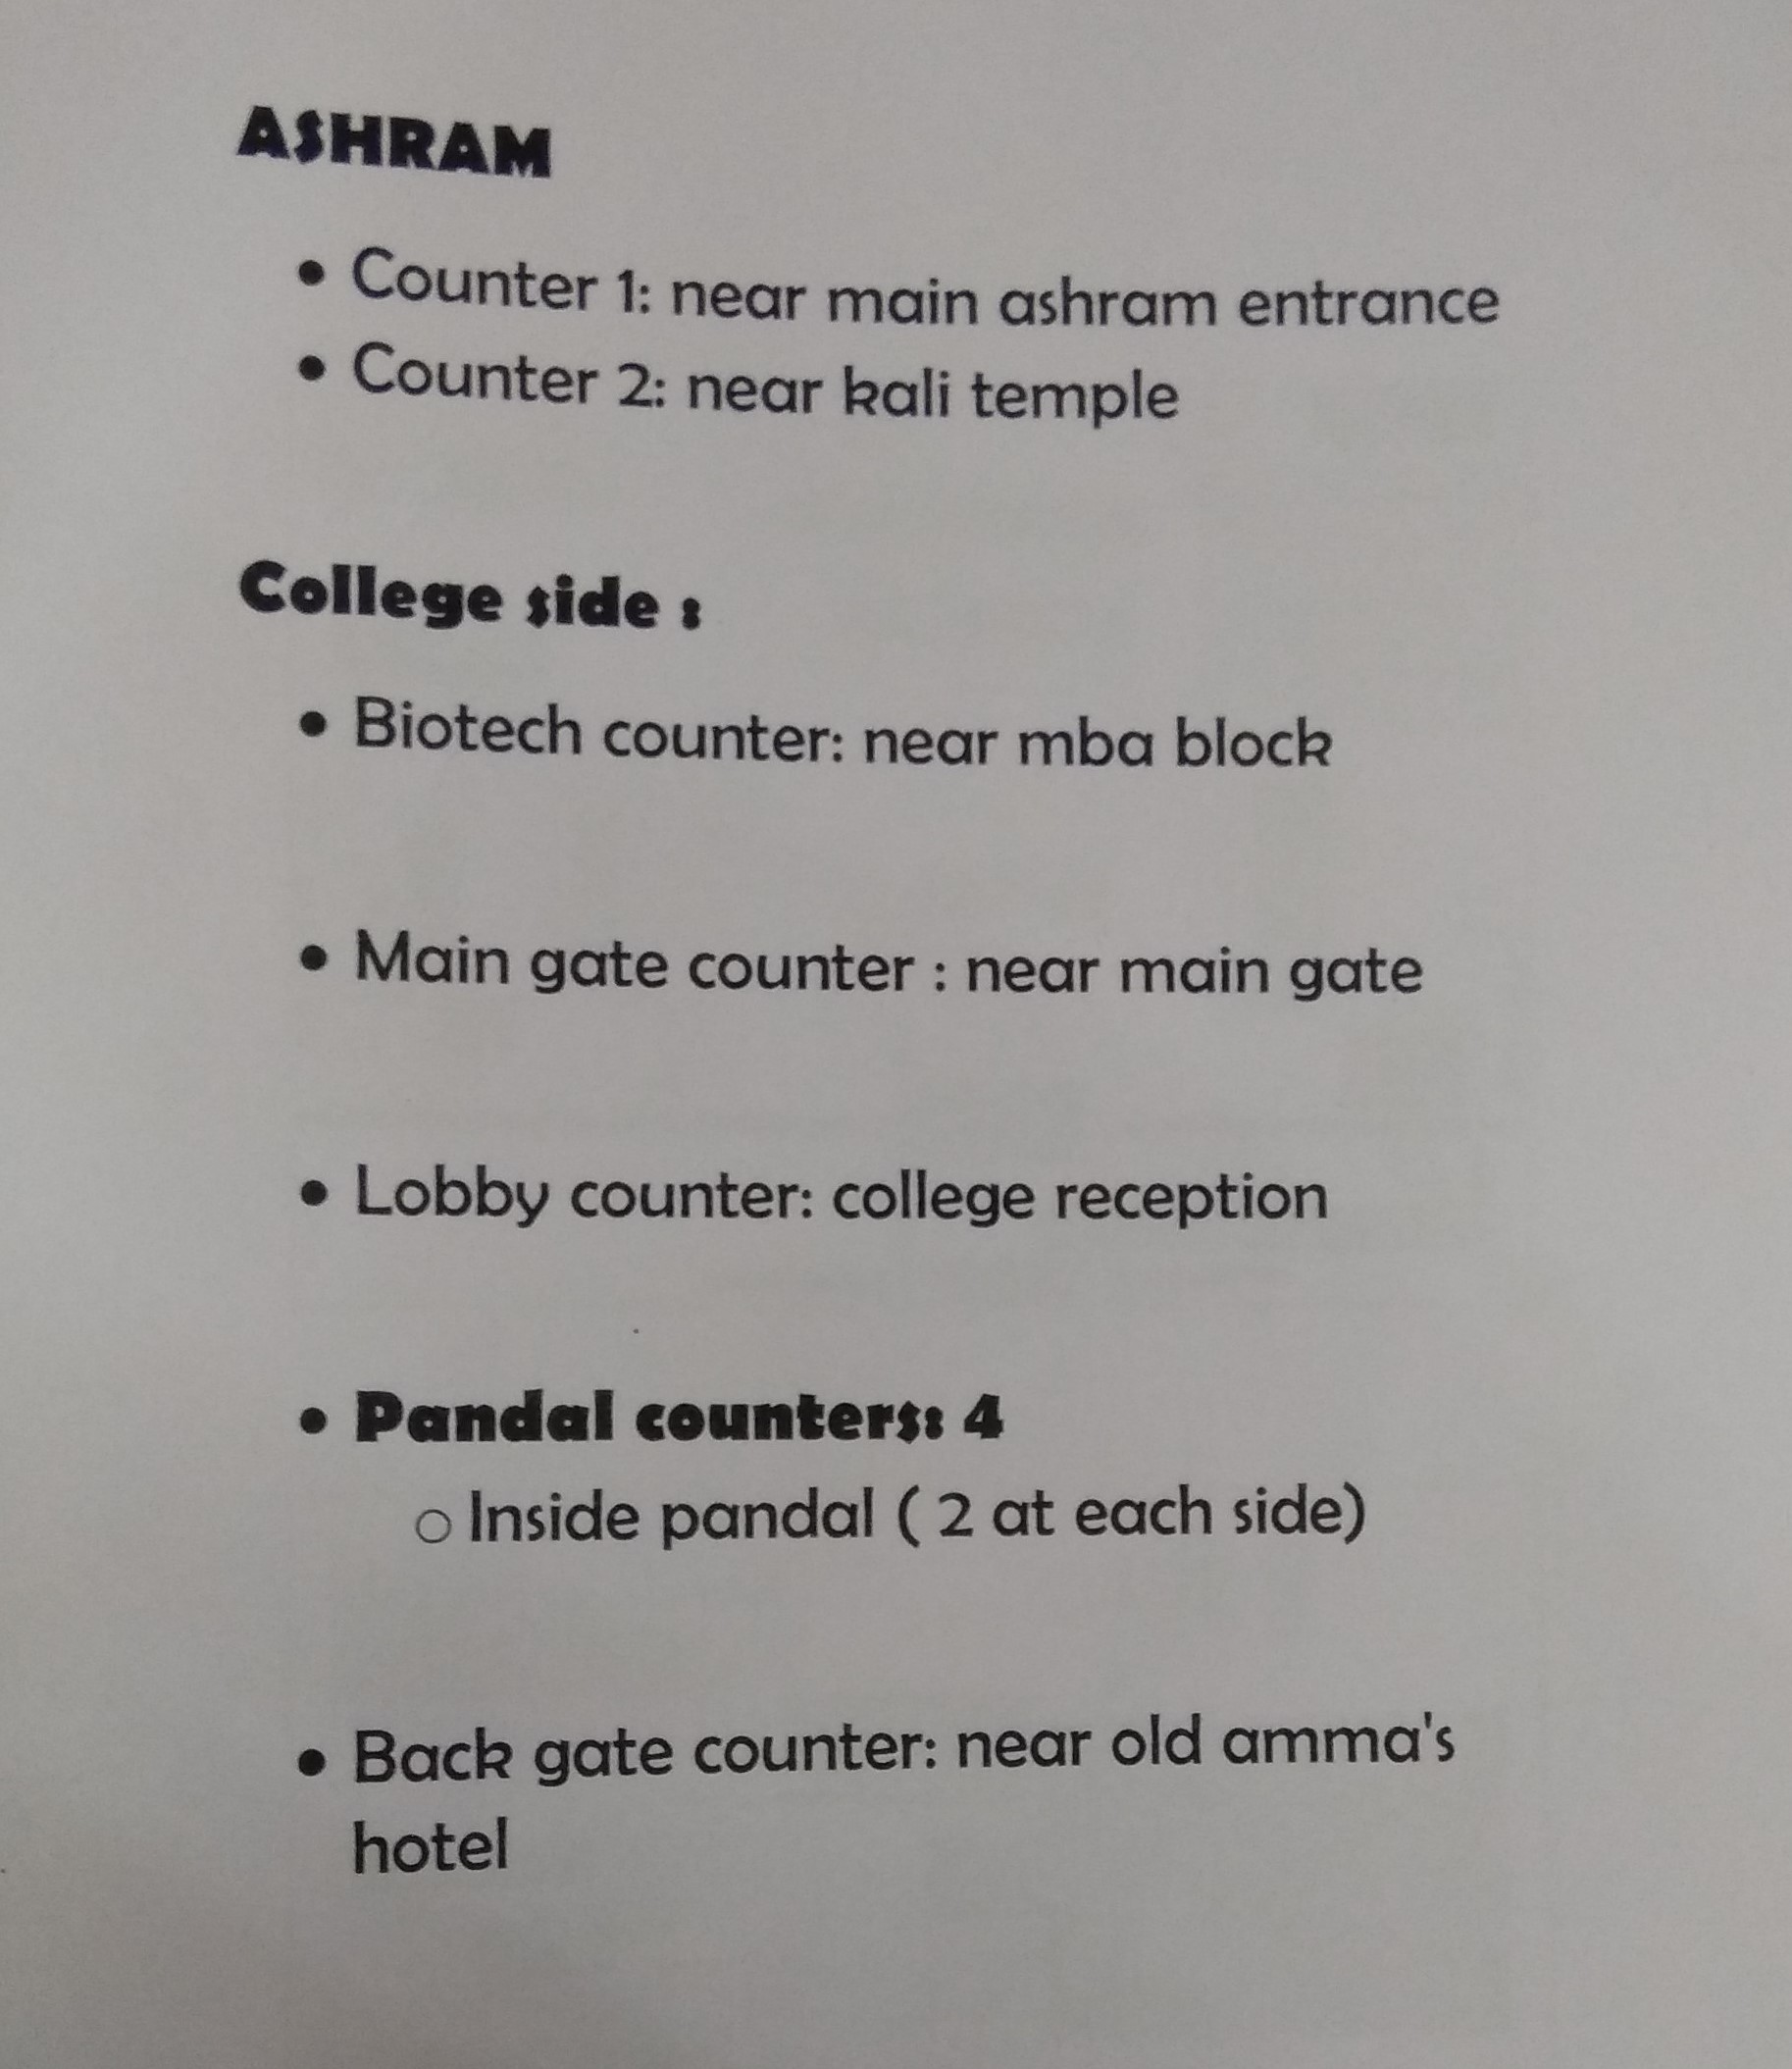 ASHRAM
• Counter 1: near main ashram entrance
• Counter 2: near kali temple
College side :
• Biotech counter: near mba block
• Main gate counter : near main gate
• Lobby counter: college reception
• Pandal counters: 4
o Inside pandal ( 2 at each side)
• Back gate counter: near old amma's
hotel